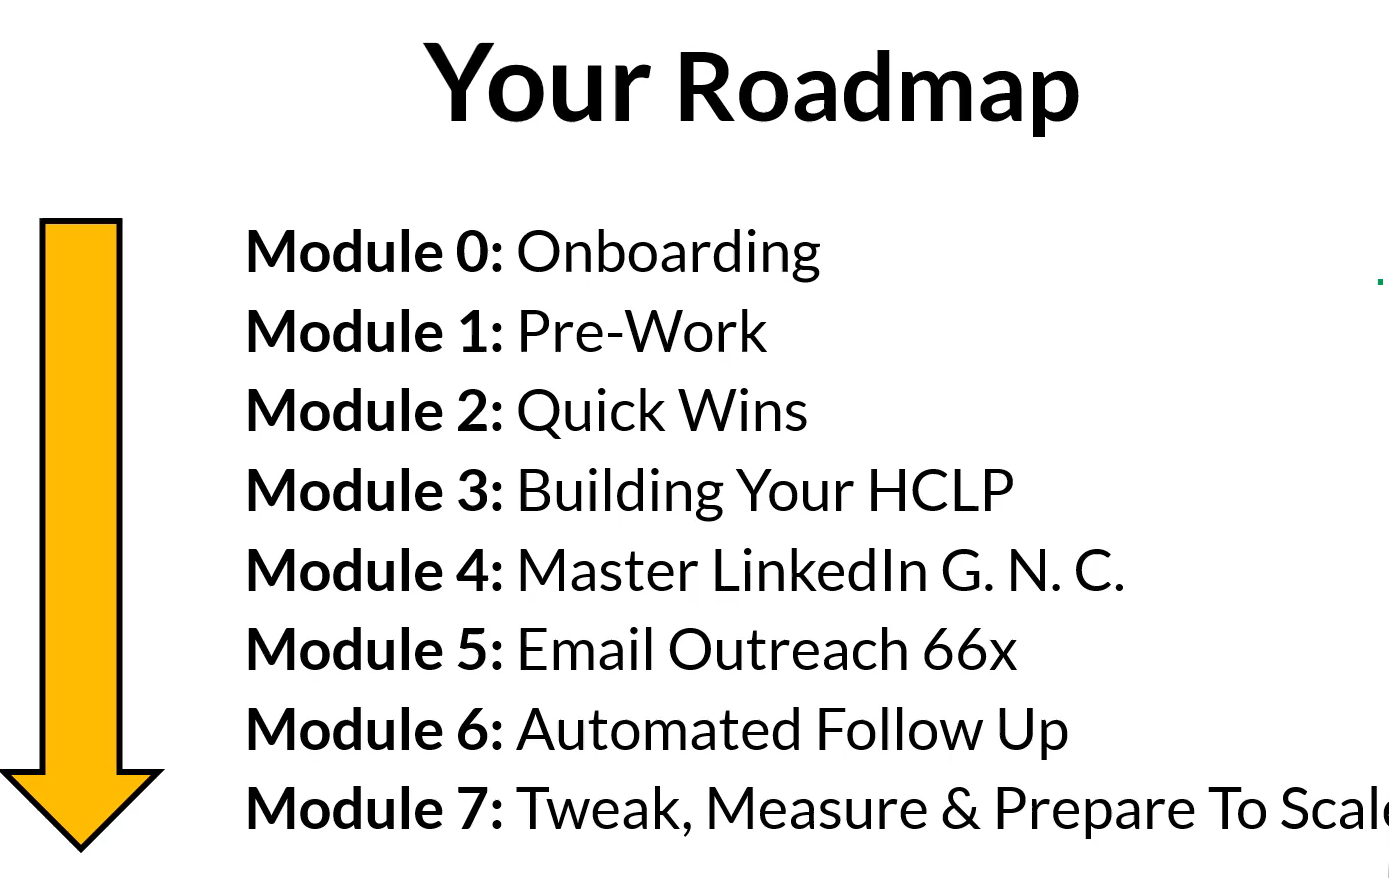 Your Roadmap
Module 0: Onboarding
Module 1: Pre-Work
Module 2: Quick Wins
Module 3: Building Your HCLP
Module 4: Master LinkedIn G. N. C.
Module 5: Email Outreach 66x
Module 6: Automated Follow Up
Module 7: Tweak, Measure & Prepare To Scale